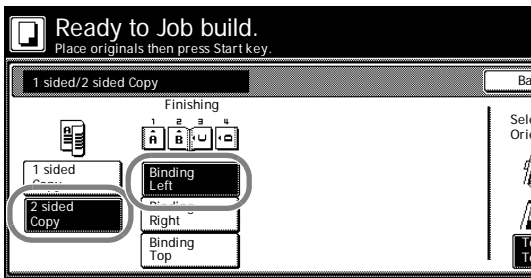 Ready to Job build.
Place originals then press Start key.
1 sided/2 sided Copy
Finishing
1 2 3 4
A B
1 sided
2 sided
Copy
Binding
Left
Right
Binding
Top